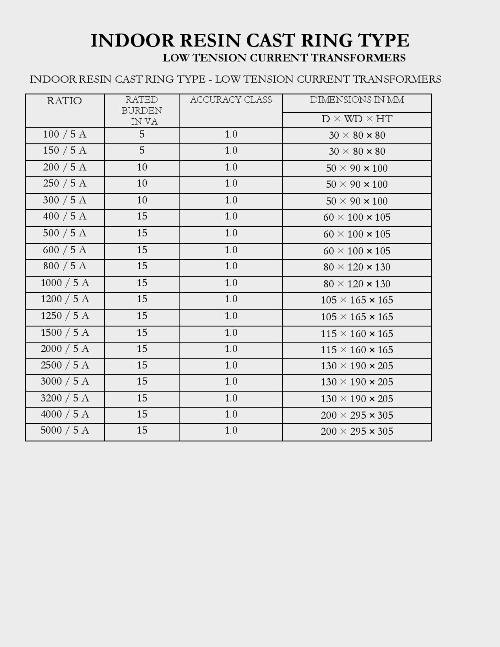 INDOOR RESIN CAST RING TYPE
LOW TENSION CURRENT TRANSFORMERS
INDOOR RESIN CAST RING TYPE - LOW TENSION CURRENT TRANSFORMERS
RATIO RATED BURDEN IN VA ACCURACY CLASS DIMENSIONS IN MM
D × WD × HT
100 / 5 A 5 1.0 30 × 80 × 80
150 / 5 A 5 1.0 30 × 80 × 80
200 / 5 A 10 1.0 50 × 90 × 100
250 / 5 A 10 1.0 50 × 90 × 100
300 / 5 A 10 1.0 50 × 90 × 100
400 / 5 A 15 1.0 60 × 100 × 105
500 / 5 A 15 1.0 60 × 100 × 105
600 / 5 A 15 1.0 60 × 100 × 105
800 / 5 A 15 1.0 80 × 120 × 130
1000 / 5 A 15 1.0 80 × 120 × 130
1200 / 5 A 15 1.0 105 × 165 × 165
1250 / 5 A 15 1.0 105 × 165 × 165
1500 / 5 A 15 1.0 115 × 160 × 165
2000 / 5 A 15 1.0 115 × 160 × 165
2500 / 5 A 15 1.0 130 × 190 × 205
3000 / 5 A 15 1.0 130 × 190 × 205
3200 / 5 A 15 1.0 130 × 190 × 205
4000 / 5 A 15 1.0 200 × 295 × 305
5000 / 5 A 15 1.0 200 × 295 × 305